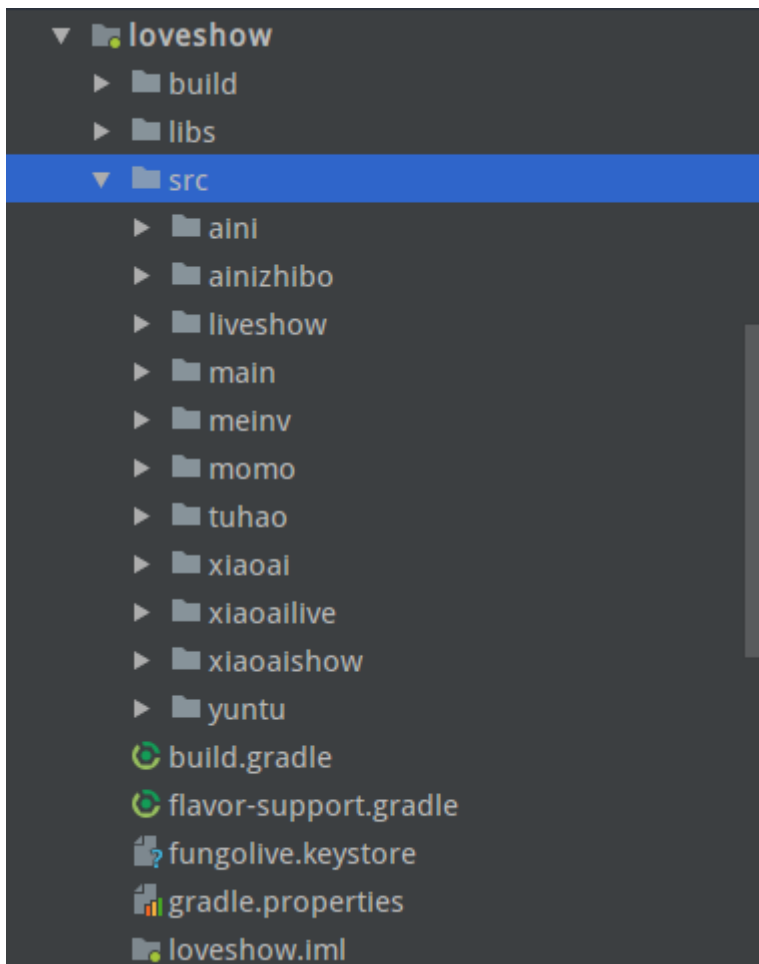 loveshow
build
libs
src
aini
ainizhibo
liveshow
main
meinv
momo
tuhao
xiaoai
xiaoailive
xiaoaishow
yuntu
build.gradle
flavor-support.gradle
fungolive.keystore
gradle.properties
loveshow.iml